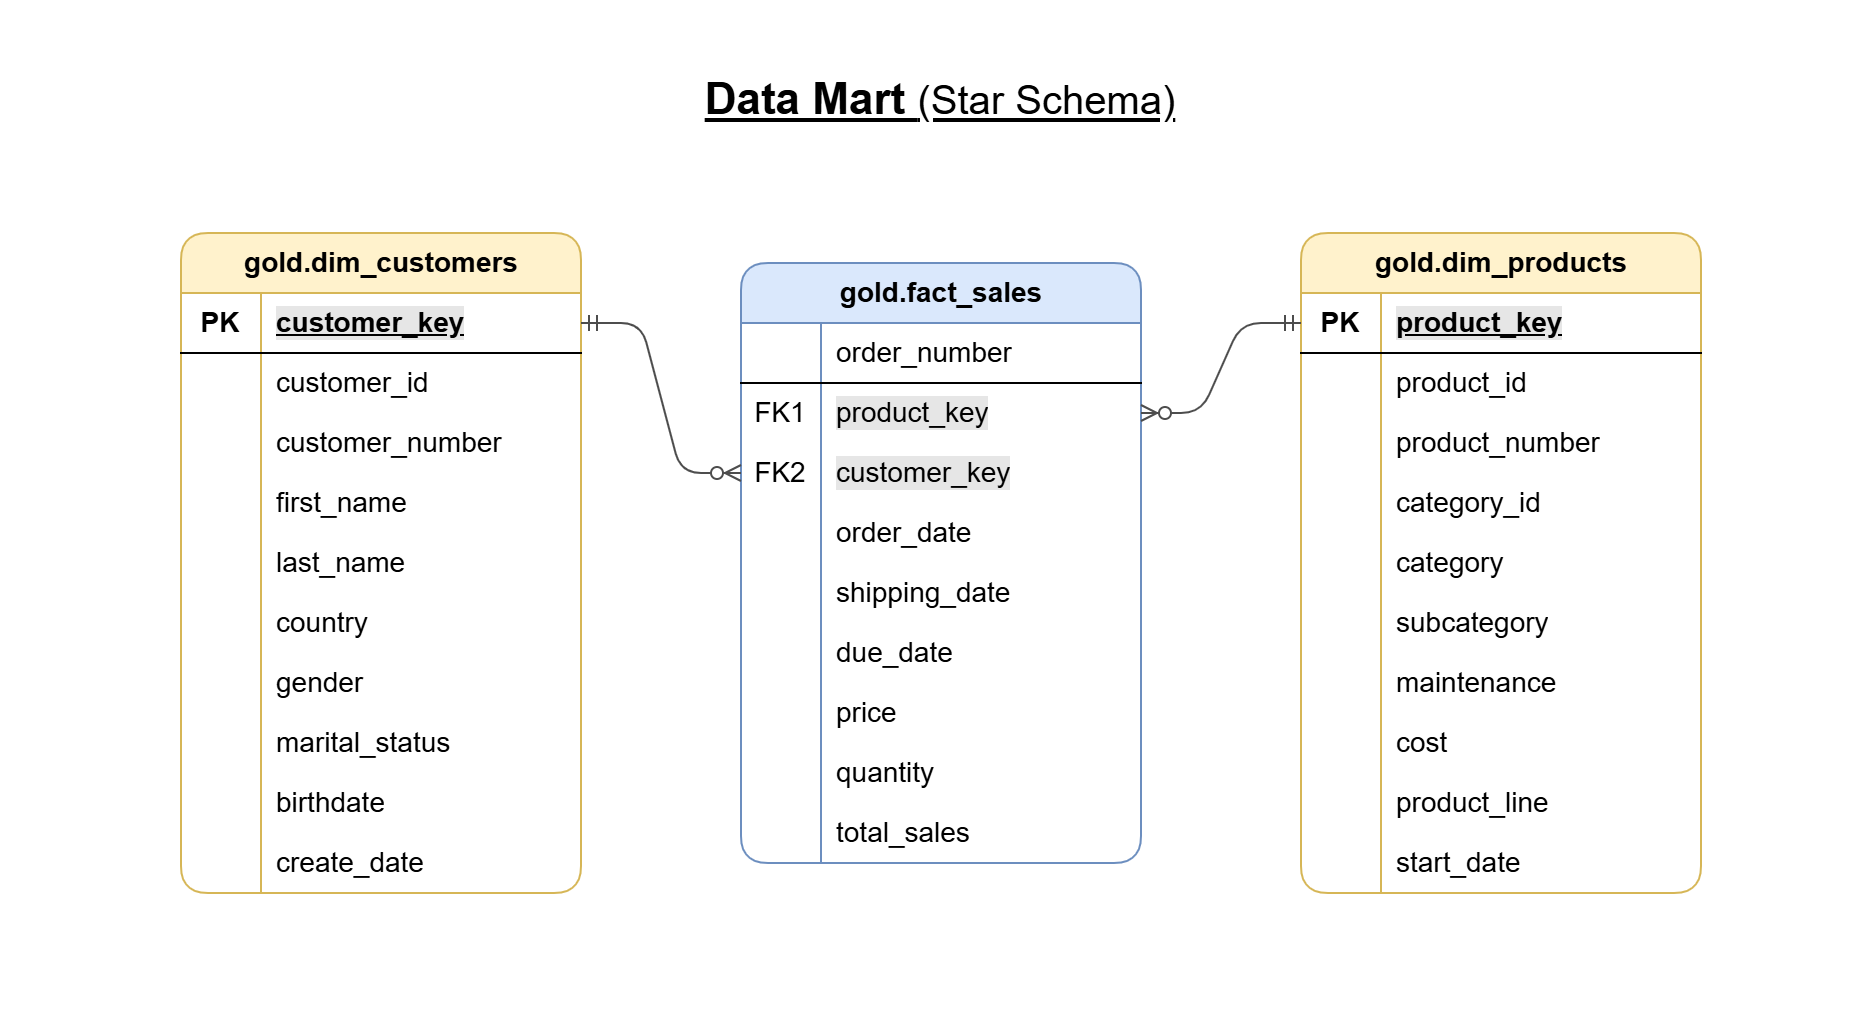 Data Mart (Star Schema)
gold.dim_customers
PK customer_key
customer_id
customer_number
first_name
last_name
country
gender
marital_status
birthdate
create_date
gold.fact_sales
order_number
FK1 product_key
FK2 customer_key
order_date
shipping_date
due_date
price
quantity
total_sales
gold.dim_products
PK product_key
product_id
product_number
category_id
category
subcategory
maintenance
cost
product_line
start_date